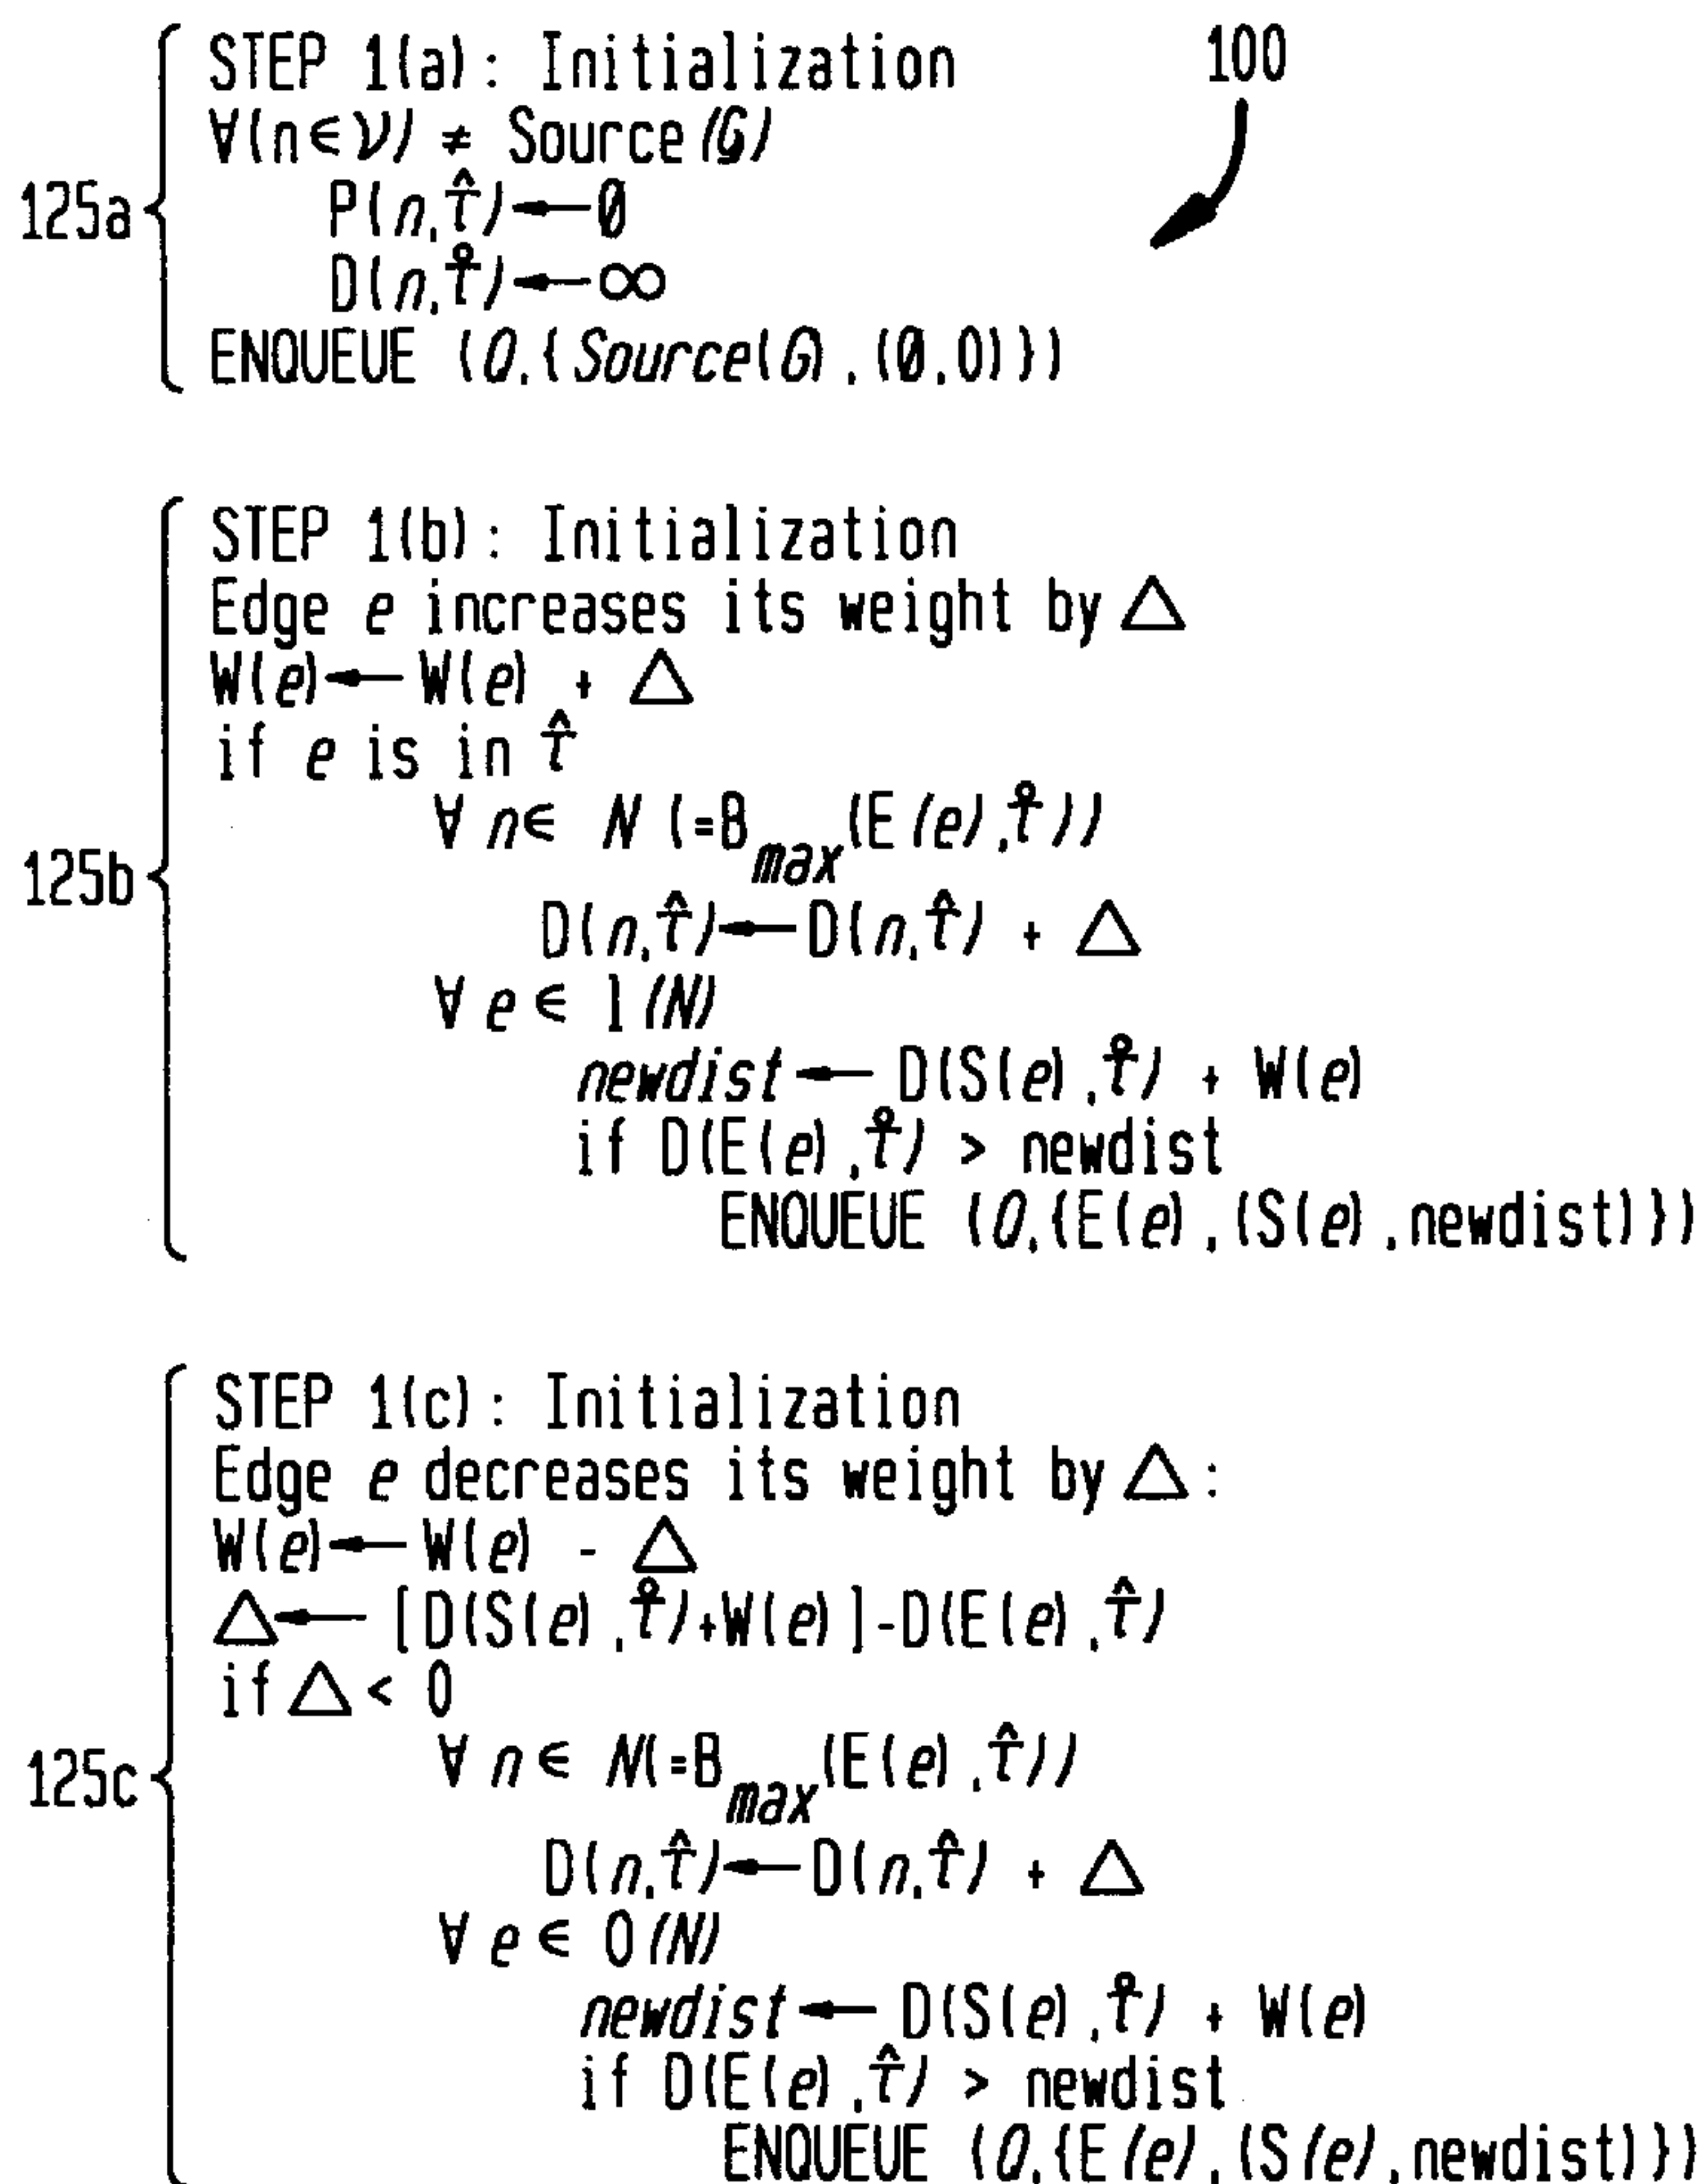 STEP 1(a): Initialization
100
∀(n∈𝒱) ≠ Source(G)
125a
P(n,τ̂)←∅
D(n,τ̂)←∞
ENQUEUE (Q,{Source(G),(∅,0)})
STEP 1(b): Initialization
Edge e increases its weight by △
W(e)←W(e) + △
if e is in τ̂
∀ n∈ N (=B_max(E(e),τ̂))
125b
D(n,τ̂)←D(n,τ̂) + △
∀ e ∈ I(N)
newdist ← D(S(e),τ̂) + W(e)
if D(E(e),τ̂) > newdist
ENQUEUE (Q,{E(e),(S(e),newdist)})
STEP 1(c): Initialization
Edge e decreases its weight by △:
W(e)←W(e) - △
△← [D(S(e),τ̂)+W(e)]-D(E(e),τ̂)
if △ < 0
∀ n∈ N(=B_max(E(e),τ̂))
125c
D(n,τ̂)←D(n,τ̂) + △
∀ e ∈ O(N)
newdist ← D(S(e),τ̂) + W(e)
if D(E(e),τ̂) > newdist
ENQUEUE (Q,{E(e),(S(e),newdist)})